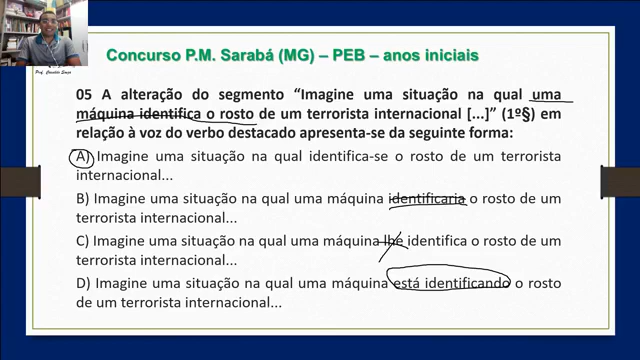 Prof. Claudete Souza
Concurso P.M. Sarabá (MG) – PEB – anos iniciais
05 A alteração do segmento “Imagine uma situação na qual uma
máquina identifica o rosto de um terrorista internacional [...]” (1º§) em
relação à voz do verbo destacado apresenta-se da seguinte forma:
A) Imagine uma situação na qual identifica-se o rosto de um terrorista
internacional...
B) Imagine uma situação na qual uma máquina identificaria o rosto de um
terrorista internacional...
C) Imagine uma situação na qual uma máquina lhe identifica o rosto de um
terrorista internacional...
D) Imagine uma situação na qual uma máquina está identificando o rosto
de um terrorista internacional...